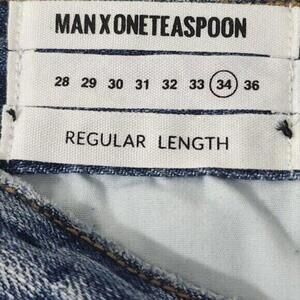 MANXONETEASPOON
28 29 30 31 32 33 34 36
REGULAR LENGTH